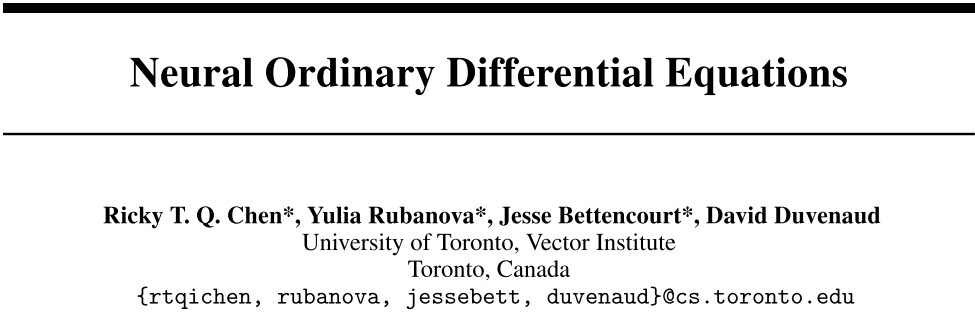 Neural Ordinary Differential Equations
Ricky T. Q. Chen*, Yulia Rubanova*, Jesse Bettencourt*, David Duvenaud
University of Toronto, Vector Institute
Toronto, Canada
{rtqichen, rubanova, jessebett, duvenaud}@cs.toronto.edu